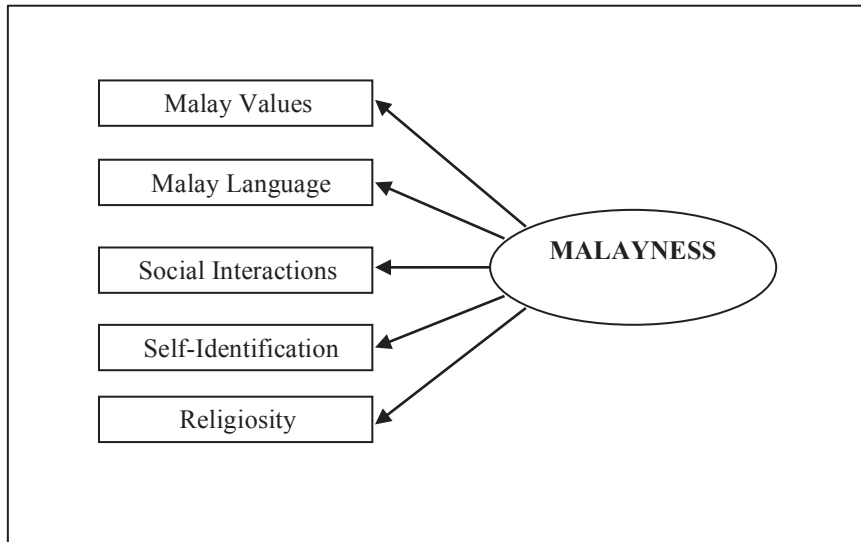 Malay Values
Malay Language
MALAYNESS
Social Interactions
Self-Identification
Religiosity